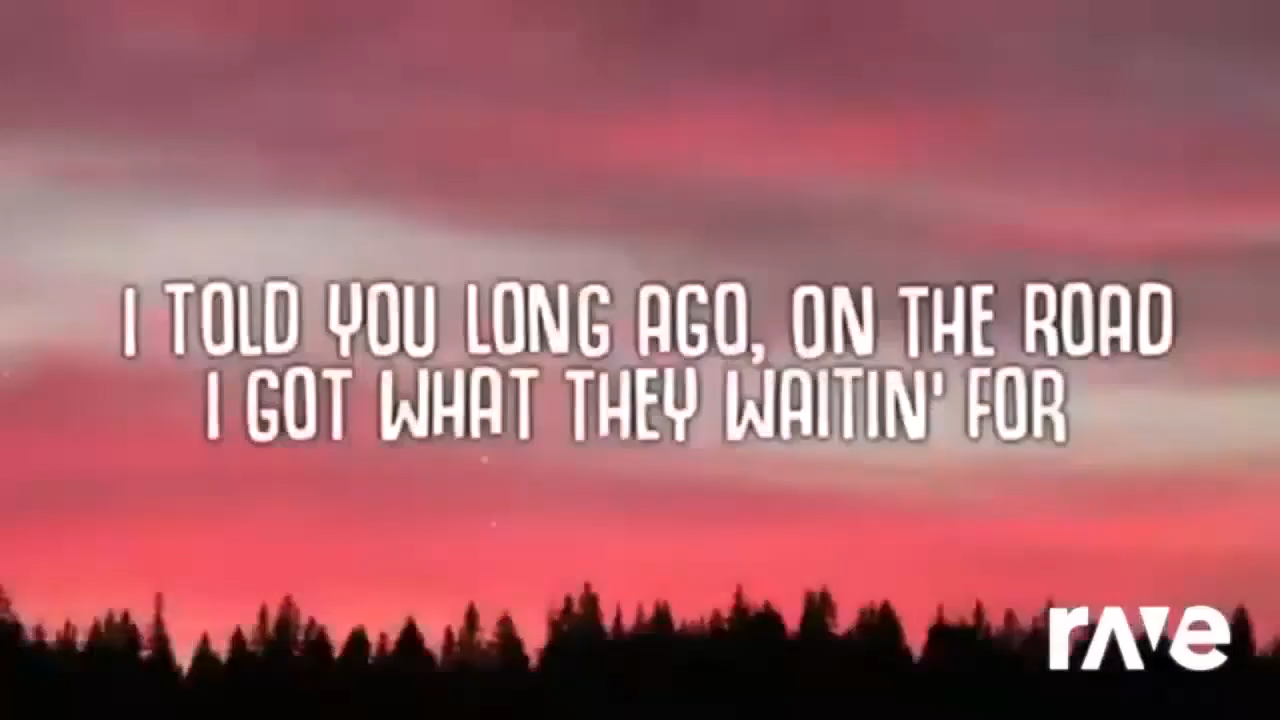 I TOLD YOU LONG AGO, ON THE ROAD
I GOT WHAT THEY WAITIN' FOR
rave